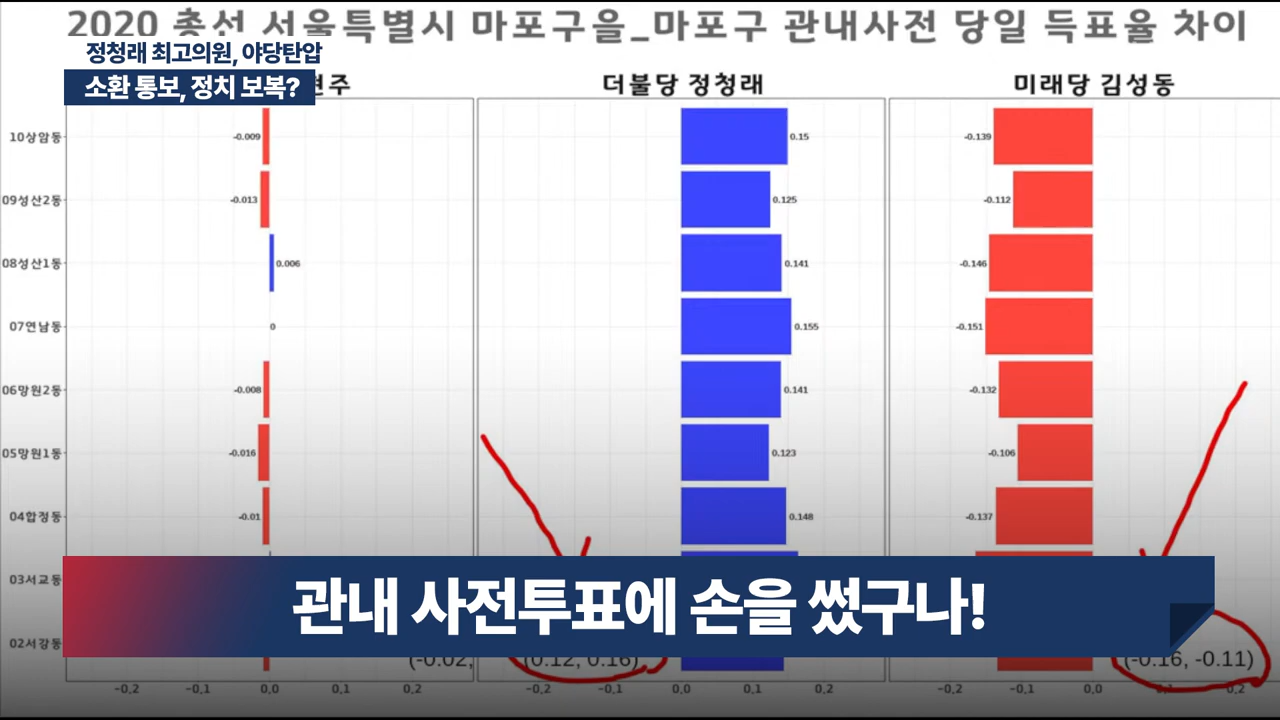 2020 총선 서울특별시 마포구을_마포구 관내사전 당일 득표율 차이
정청래 최고의원, 야당탄압
소환 통보, 정치 보복?
현주
더불당 정청래
미래당 김성동
10상암동
-0.009
0.15
-0.139
09성산2동
-0.013
0.125
-0.112
08성산1동
0.006
0.141
-0.146
07연남동
0
0.155
-0.151
06망원2동
-0.008
0.141
-0.132
05망원1동
-0.016
0.123
-0.106
04합정동
-0.01
0.148
-0.137
03서교동
관내 사전투표에 손을 썼구나!
02서강동
(-0.02,
(0.12, 0.16)
(-0.16, -0.11)
-0.2 -0.1 0.0 0.1 0.2
-0.2 -0.1 0.0 0.1 0.2
-0.2 -0.1 0.0 0.1 0.2